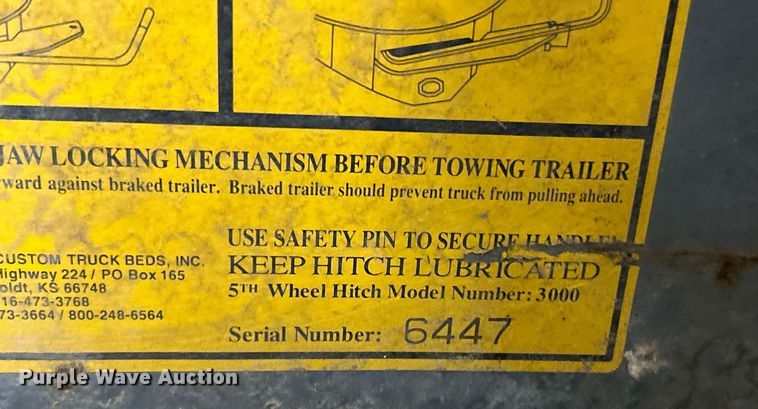 JAW LOCKING MECHANISM BEFORE TOWING TRAILER
against braked trailer. Braked trailer should prevent truck from pulling ahead.
USE SAFETY PIN TO SECURE HANDLE!
CUSTOM TRUCK BEDS, INC.
Highway 224 / PO Box 165
KS 66748
16-473-3768
73-3664 / 800-248-6564
KEEP HITCH LUBRICATED
5TH Wheel Hitch Model Number: 3000
Serial Number: 6447
Purple Wave Auction